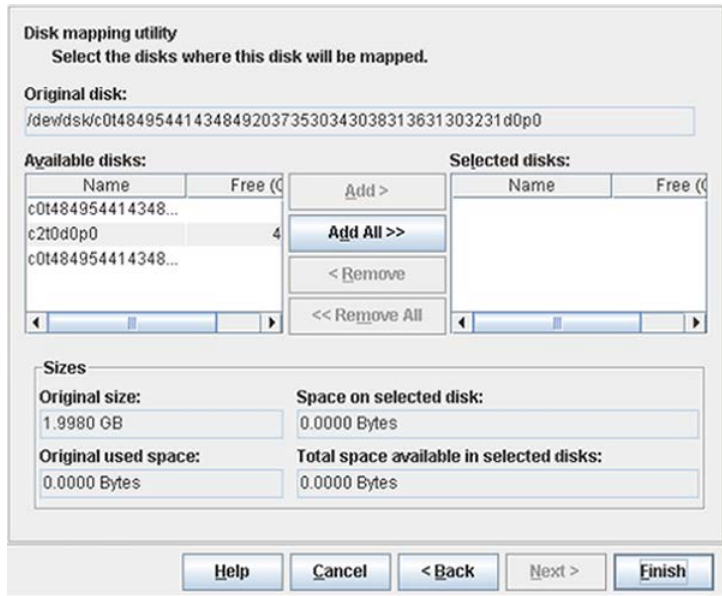 Disk mapping utility
Select the disks where this disk will be mapped.
Original disk:
/dev/dsk/c0t48495441434849203735303430383136313032​31d0p0
Available disks:
Selected disks:
Name Free (G
Add >
Name Free (G
c0t484954414348...
c2t0d0p0 4
Add All >>
c0t484954414348...
< Remove
<< Remove All
Sizes
Original size:
Space on selected disk:
1.9980 GB
0.0000 Bytes
Original used space:
Total space available in selected disks:
0.0000 Bytes
0.0000 Bytes
Help
Cancel
< Back
Next >
Finish